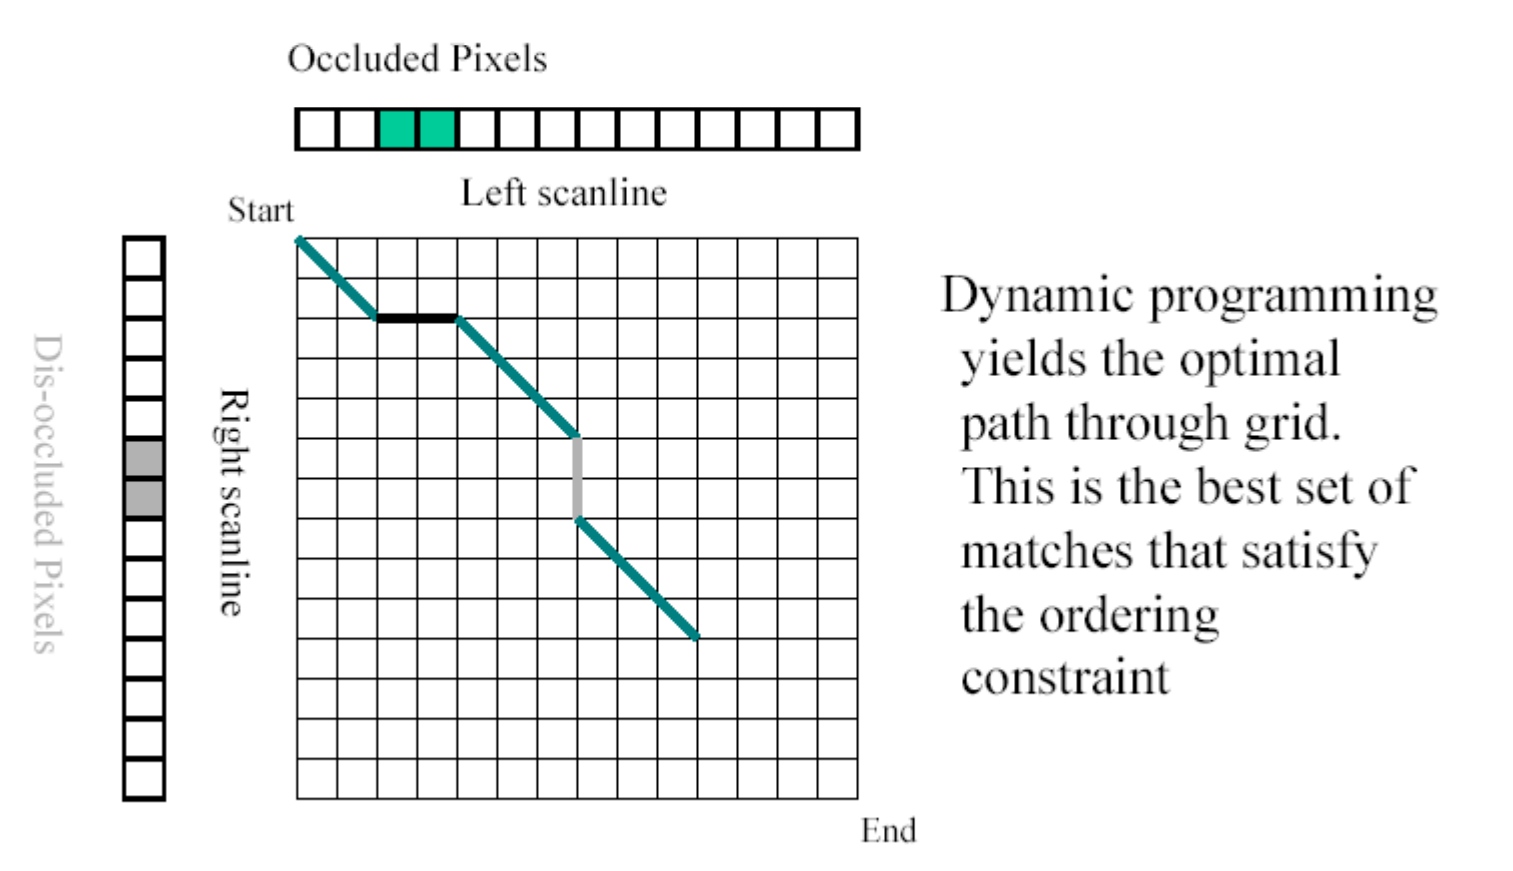 Occluded Pixels
Left scanline
Start
Dis-occluded Pixels
Right scanline
Dynamic programming
yields the optimal
path through grid.
This is the best set of
matches that satisfy
the ordering
constraint
End